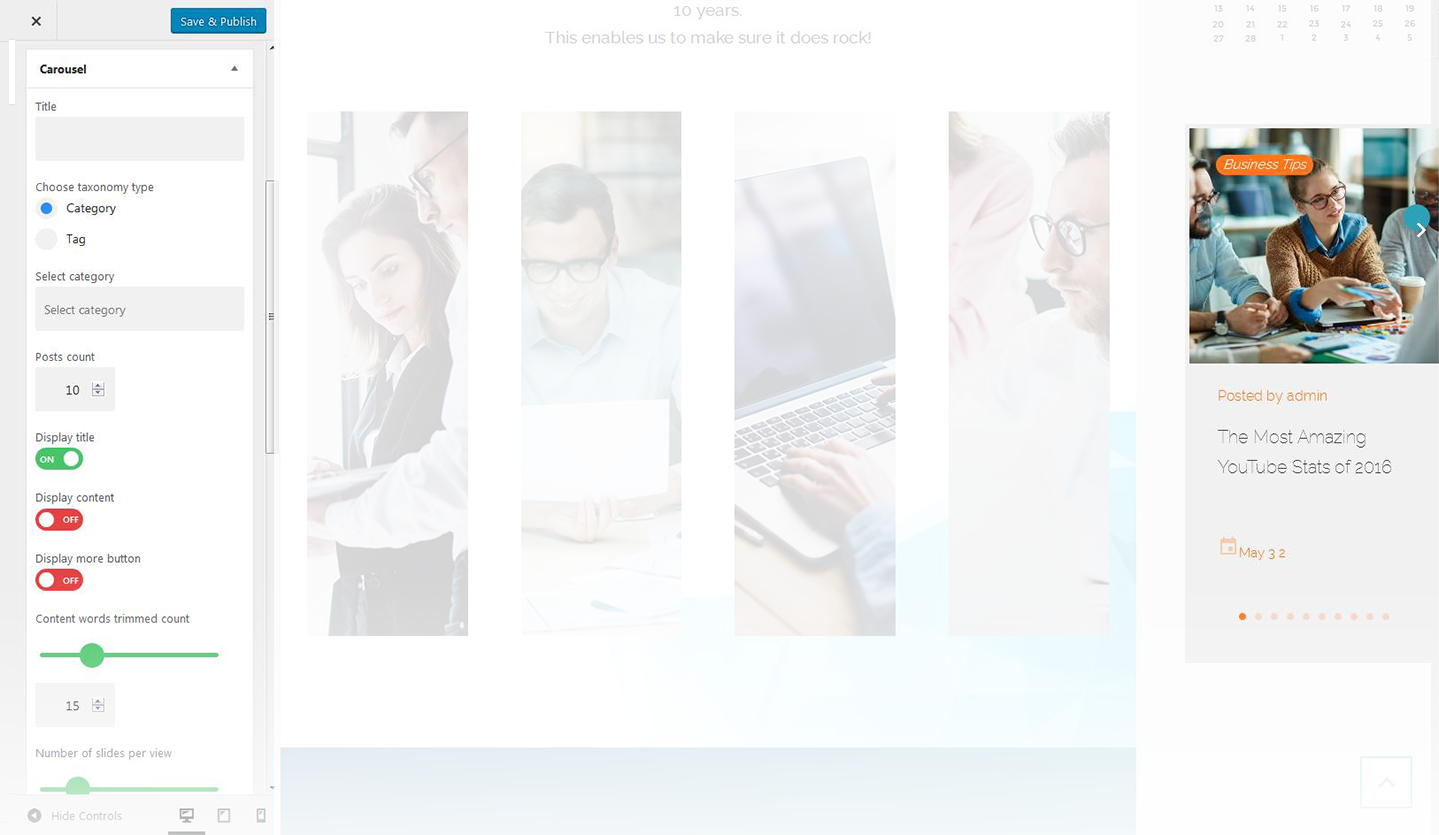 Save & Publish
Carousel
Title
Choose taxonomy type
Category
Tag
Select category
Select category
Posts count
10
Display title
ON
Display content
OFF
Display more button
OFF
Content words trimmed count
15
Number of slides per view
Hide Controls
10 years.
This enables us to make sure it does rock!
13 14 15 16 17 18 19
20 21 22 23 24 25 26
27 28 1 2 3 4 5
Business Tips
Posted by admin
The Most Amazing
YouTube Stats of 2016
May 3 2